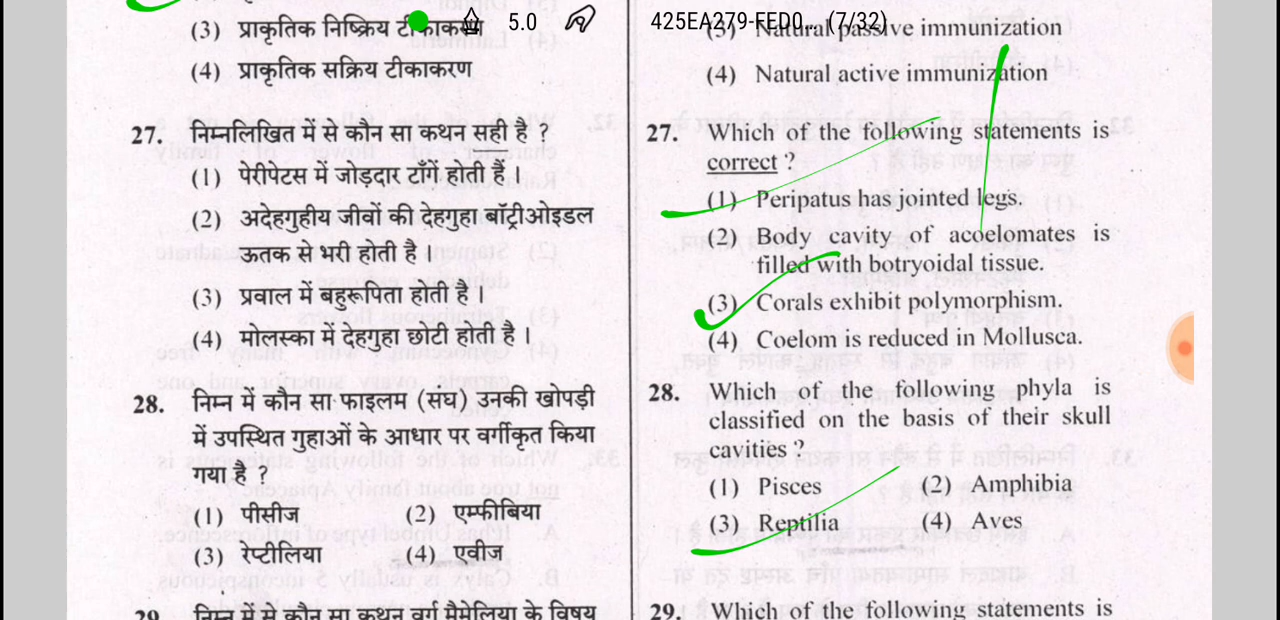 5.0
425EA279-FED0... (7/32)
(3) प्राकृतिक निष्क्रिय टीकाकरण
(4) प्राकृतिक सक्रिय टीकाकरण
27. निम्नलिखित में से कौन सा कथन सही है ?
(1) पेरीपेटस में जोड़दार टाँगें होती हैं ।
(2) अदेहगुहीय जीवों की देहगुहा बॉट्रीओइडल
ऊतक से भरी होती है ।
(3) प्रवाल में बहुरूपिता होती है ।
(4) मोलस्का में देहगुहा छोटी होती है ।
28. निम्न में कौन सा फाइलम (संघ) उनकी खोपड़ी
में उपस्थित गुहाओं के आधार पर वर्गीकृत किया
गया है ?
(1) पीसीज (2) एम्फीबिया
(3) रेप्टीलिया (4) एवीज
29. निम्न में से कौन सा कथन वर्ग मैमेलिया के विषय
(3) Natural passive immunization
(4) Natural active immunization
27. Which of the following statements is
correct ?
(1) Peripatus has jointed legs.
(2) Body cavity of acoelomates is
filled with botryoidal tissue.
(3) Corals exhibit polymorphism.
(4) Coelom is reduced in Mollusca.
28. Which of the following phyla is
classified on the basis of their skull
cavities ?
(1) Pisces (2) Amphibia
(3) Reptilia (4) Aves
29. Which of the following statements is